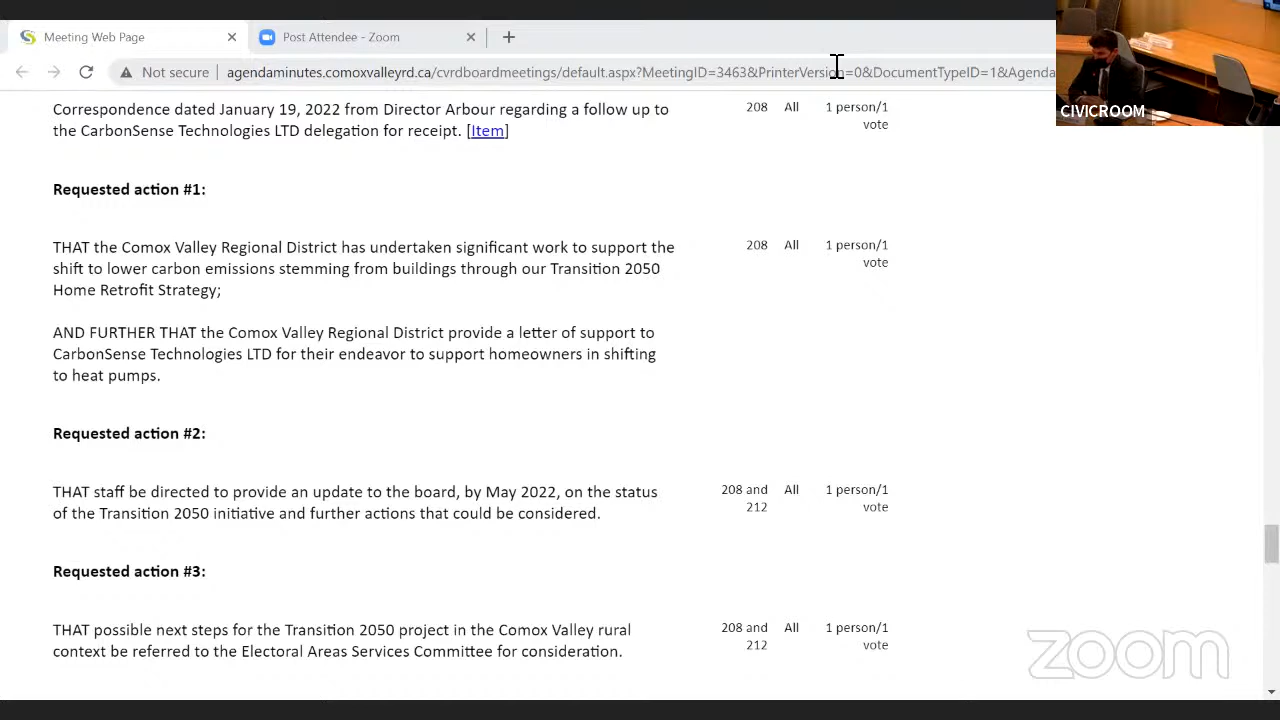 Meeting Web Page
Post Attendee - Zoom
Not secure
agendaminutes.comoxvalleyrd.ca/cvrdboardmeetings/default.aspx?MeetingID=3463&PrinterVersion=0&DocumentTypeID=1&Agenda
CIVICROOM
Correspondence dated January 19, 2022 from Director Arbour regarding a follow up to 208 All 1 person/1
the CarbonSense Technologies LTD delegation for receipt. [Item] vote
Requested action #1:
THAT the Comox Valley Regional District has undertaken significant work to support the 208 All 1 person/1
shift to lower carbon emissions stemming from buildings through our Transition 2050 vote
Home Retrofit Strategy;
AND FURTHER THAT the Comox Valley Regional District provide a letter of support to
CarbonSense Technologies LTD for their endeavor to support homeowners in shifting
to heat pumps.
Requested action #2:
THAT staff be directed to provide an update to the board, by May 2022, on the status 208 and All 1 person/1
of the Transition 2050 initiative and further actions that could be considered. 212 vote
Requested action #3:
THAT possible next steps for the Transition 2050 project in the Comox Valley rural 208 and All 1 person/1
context be referred to the Electoral Areas Services Committee for consideration. 212 vote
zoom